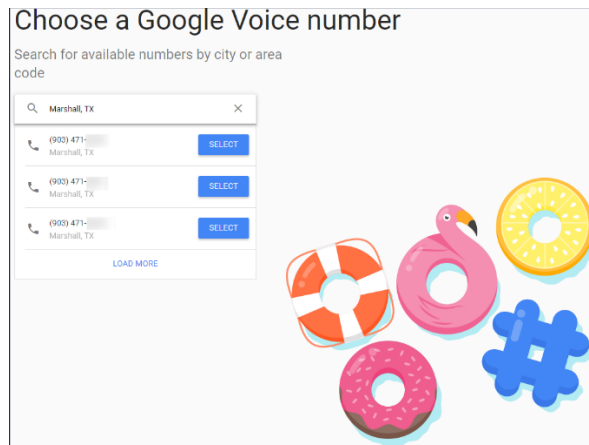 Choose a Google Voice number
Search for available numbers by city or area
code
Marshall, TX
(903) 471-
Marshall, TX
SELECT
(903) 471-
Marshall, TX
SELECT
(903) 471-
Marshall, TX
SELECT
LOAD MORE